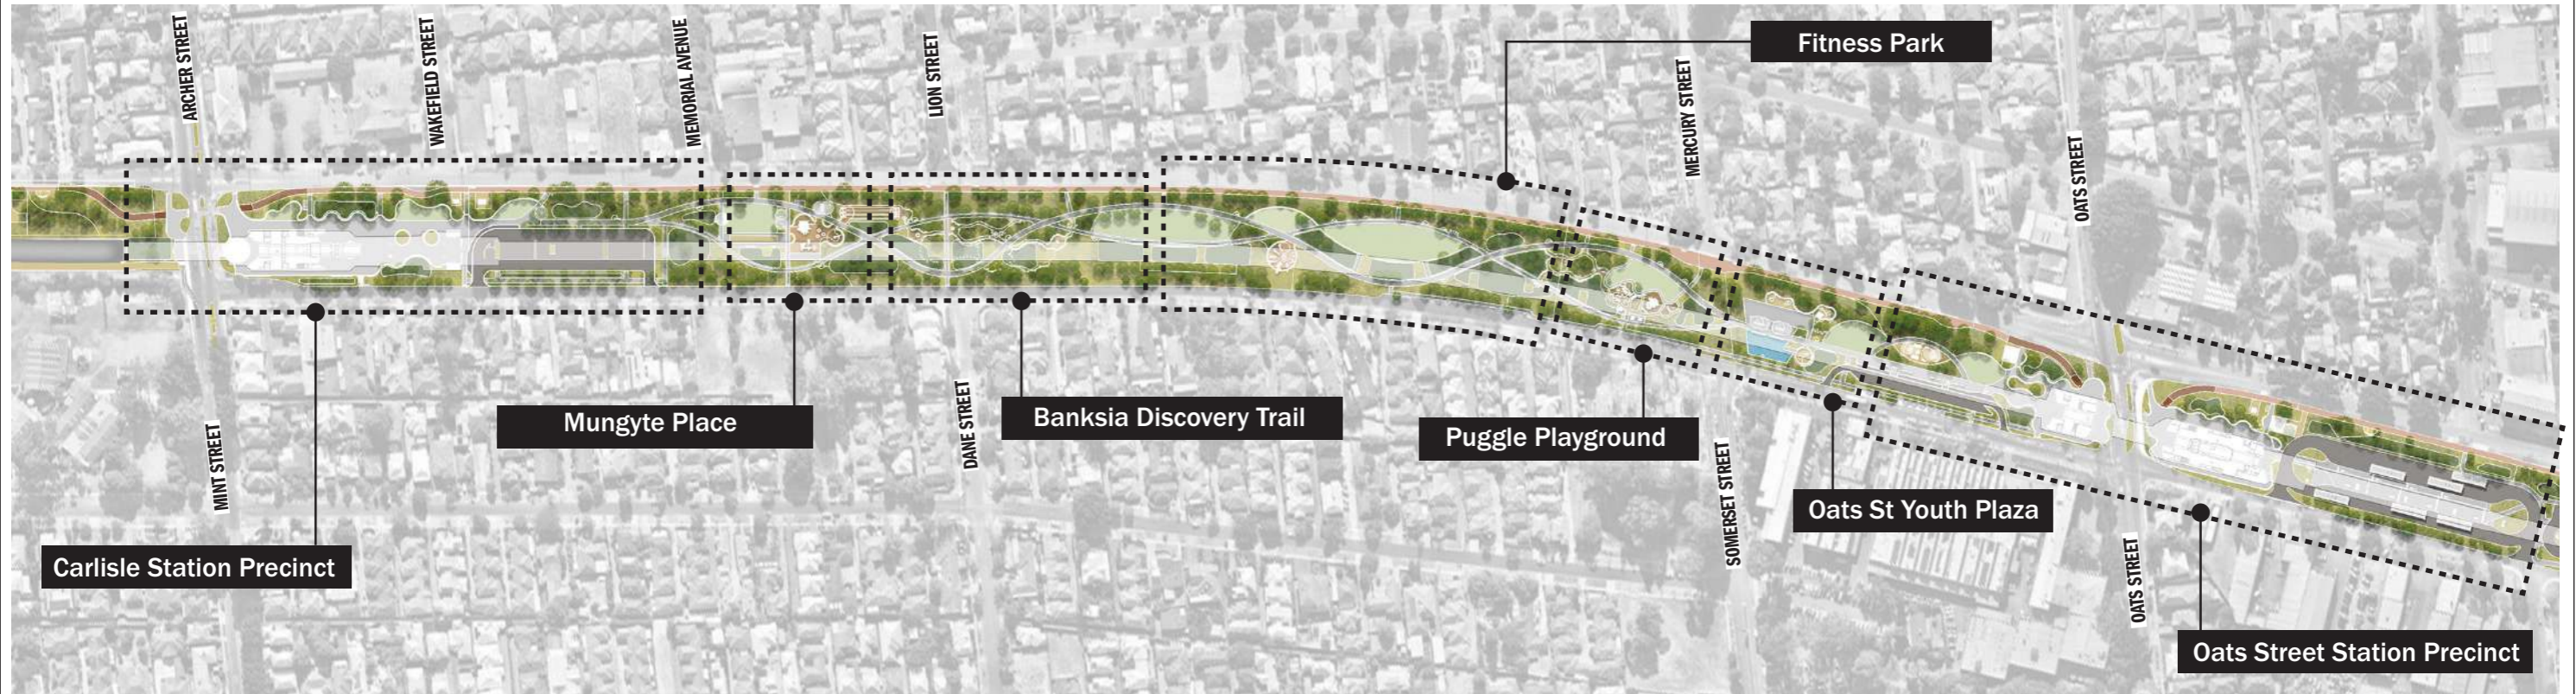 ARCHER STREET
WAKEFIELD STREET
MEMORIAL AVENUE
LION STREET
Fitness Park
MERCURY STREET
OATS STREET
Mungyte Place
Banksia Discovery Trail
Puggle Playground
DANE STREET
MINT STREET
SOMERSET STREET
Oats St Youth Plaza
Carlisle Station Precinct
OATS STREET
Oats Street Station Precinct